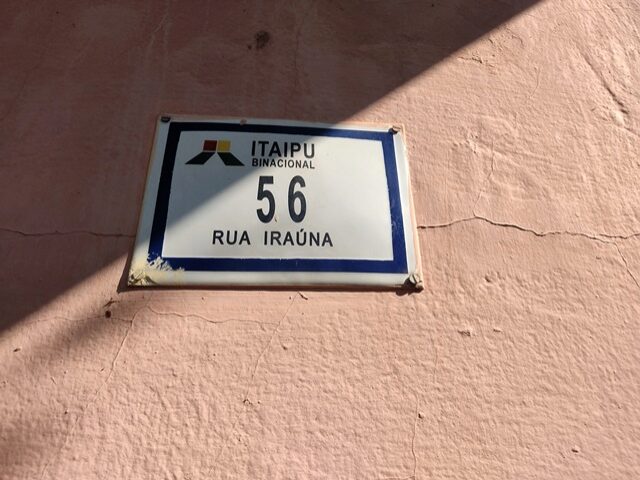 ITAIPU
BINACIONAL
56
RUA IRAÚNA